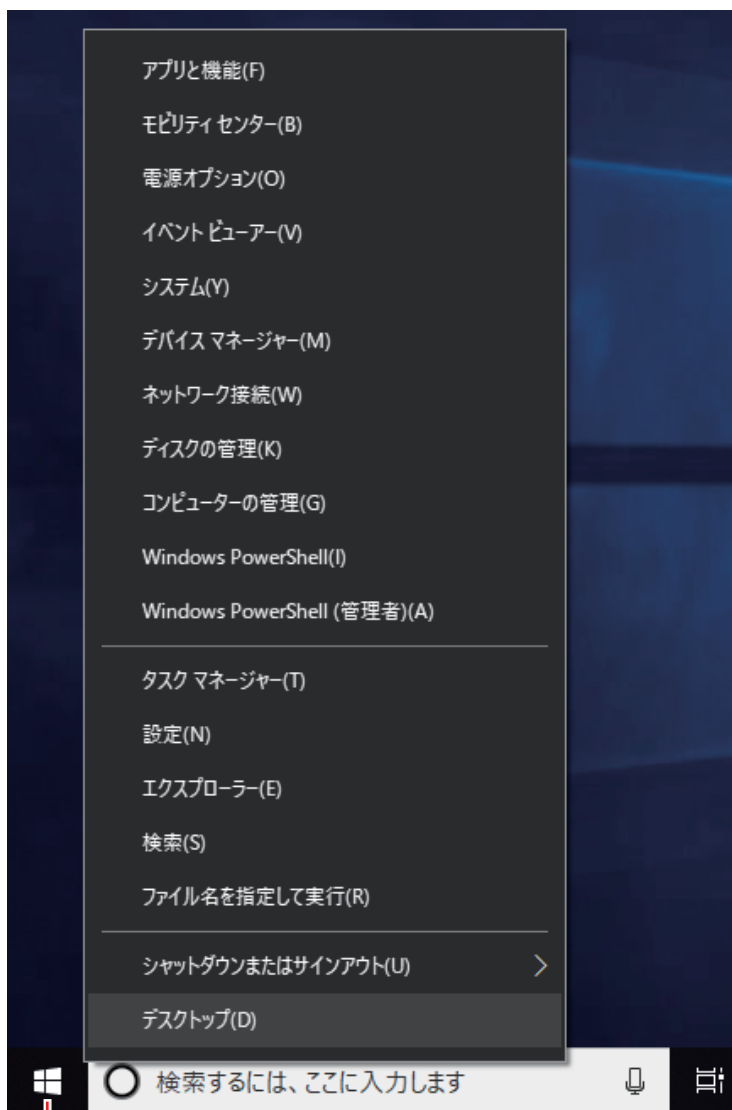 アプリと機能(F)
モビリティ センター(B)
電源オプション(O)
イベント ビューアー(V)
システム(Y)
デバイス マネージャー(M)
ネットワーク接続(W)
ディスクの管理(K)
コンピューターの管理(G)
Windows PowerShell(I)
Windows PowerShell (管理者)(A)
タスク マネージャー(T)
設定(N)
エクスプローラー(E)
検索(S)
ファイル名を指定して実行(R)
シャットダウンまたはサインアウト(U)
デスクトップ(D)
検索するには、ここに入力します